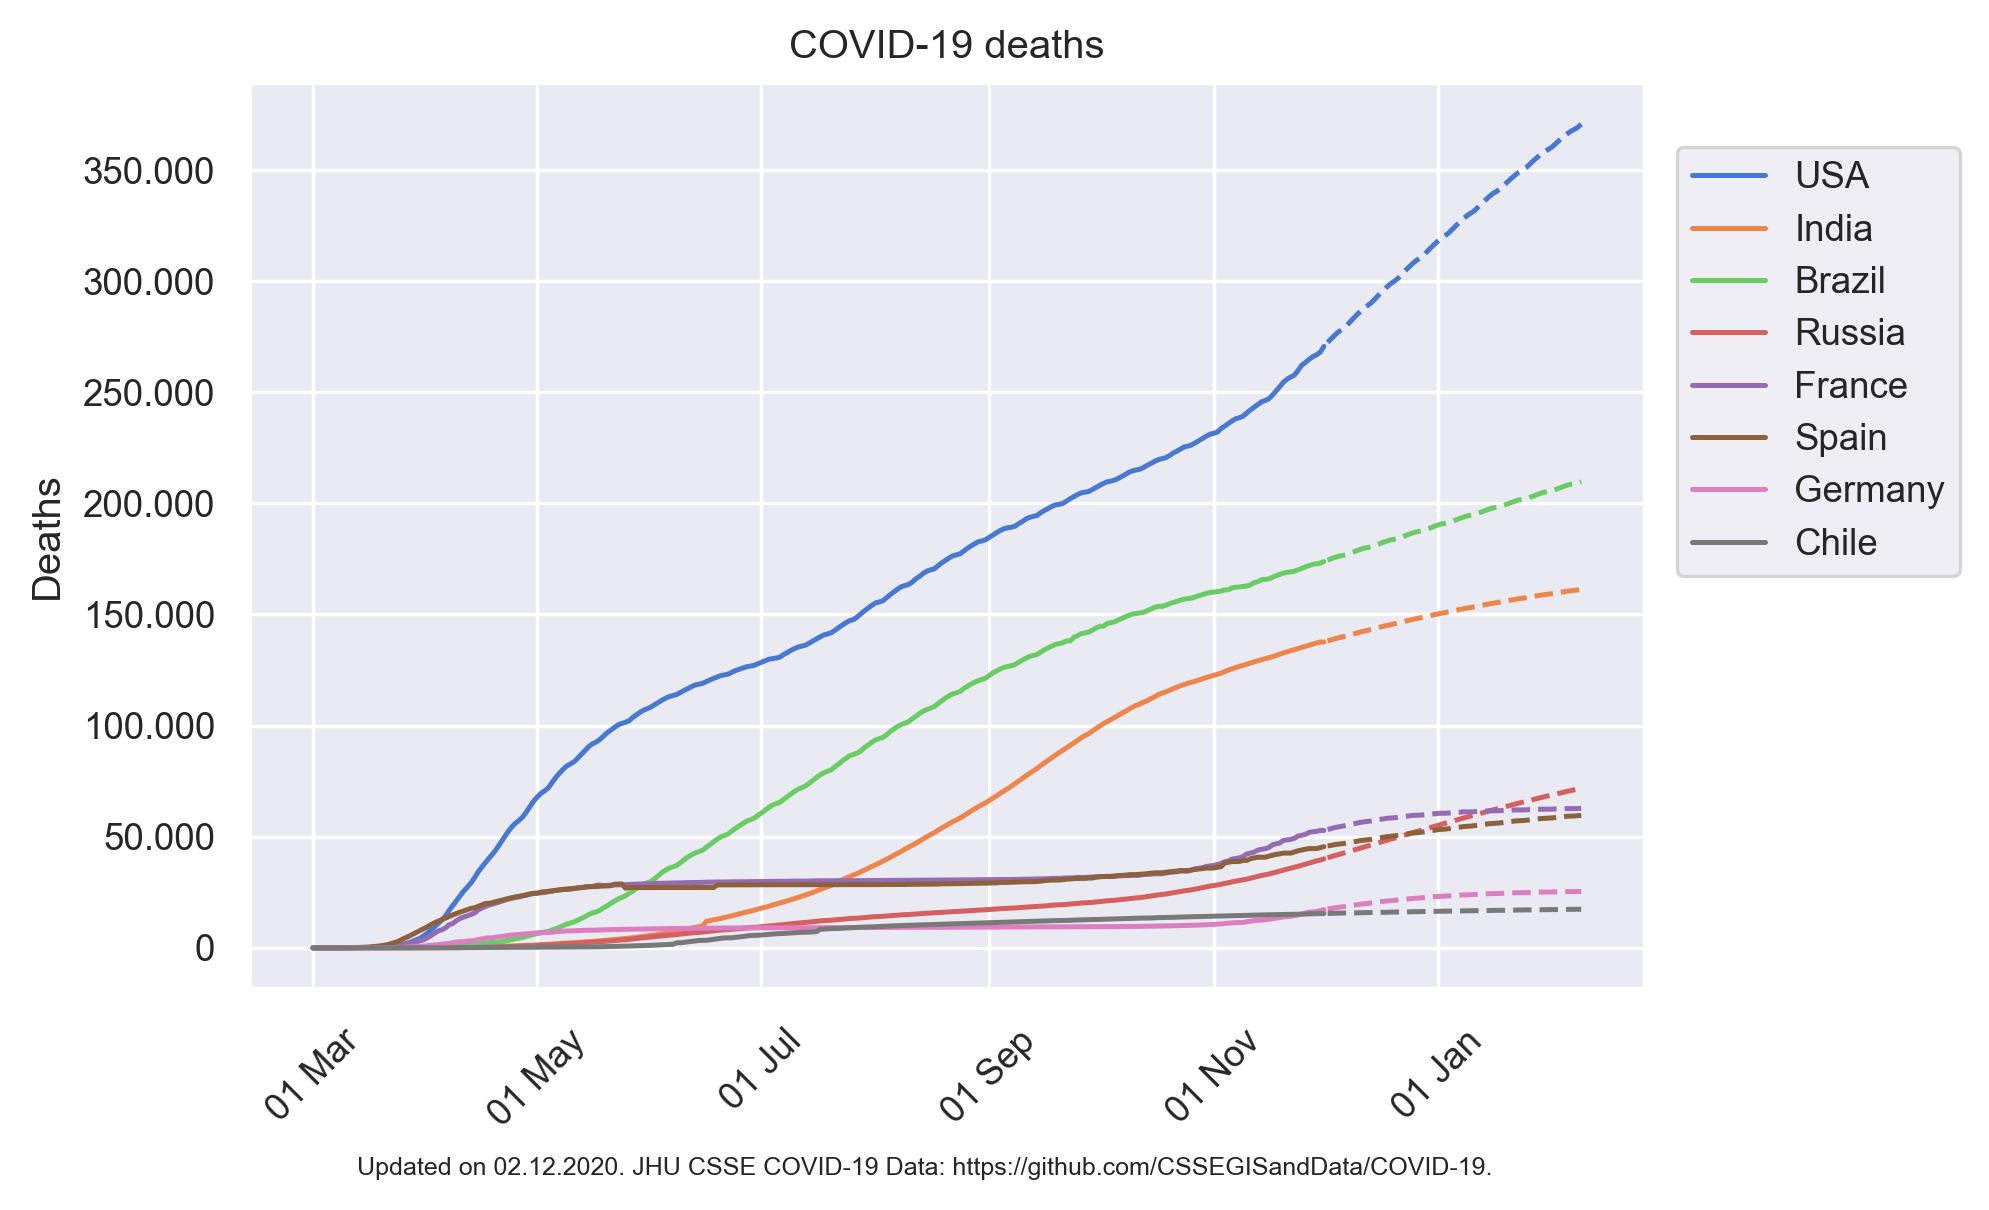 COVID-19 deaths
350.000
300.000
250.000
200.000
150.000
100.000
50.000
0
Deaths
USA
India
Brazil
Russia
France
Spain
Germany
Chile
01 Mar
01 May
01 Jul
01 Sep
01 Nov
01 Jan
Updated on 02.12.2020. JHU CSSE COVID-19 Data: https://github.com/CSSEGISandData/COVID-19.